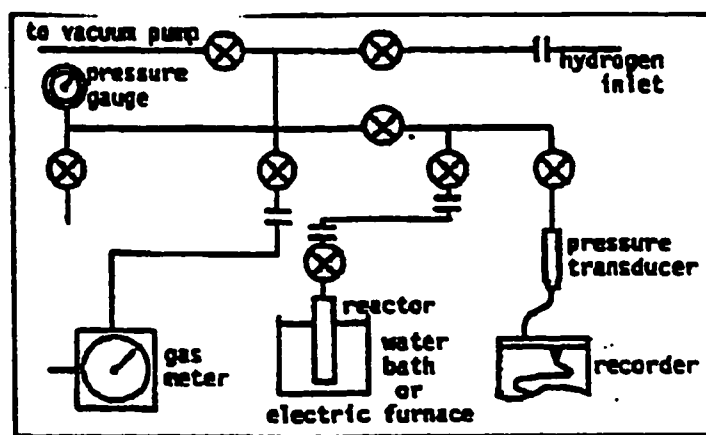 to vacuum pump
pressure
gauge
hydrogen
inlet
pressure
transducer
reactor
water
bath
or
electric furnace
gas
meter
recorder